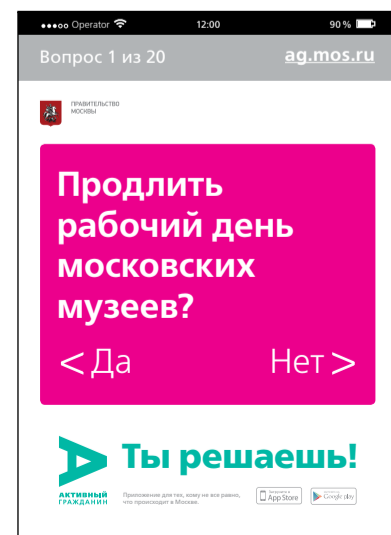 Operator 12:00 90 %
Вопрос 1 из 20 ag.mos.ru
ПРАВИТЕЛЬСТВО
МОСКВЫ
Продлить
рабочий день
московских
музеев?
< Да Нет >
Ты решаешь!
АКТИВНЫЙ
ГРАЖДАНИН
Приложение для тех, кому не все равно,
что происходит в Москве.
App Store
Google play